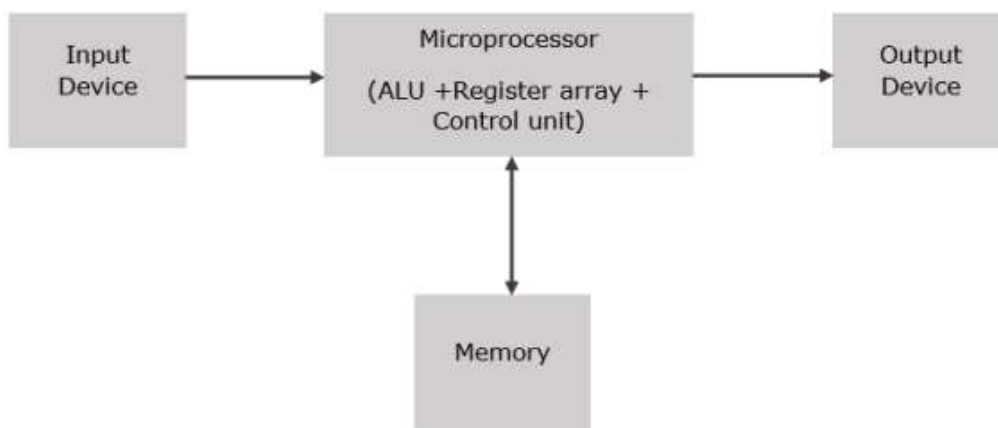 Input
Device
Microprocessor
(ALU +Register array +
Control unit)
Output
Device
Memory